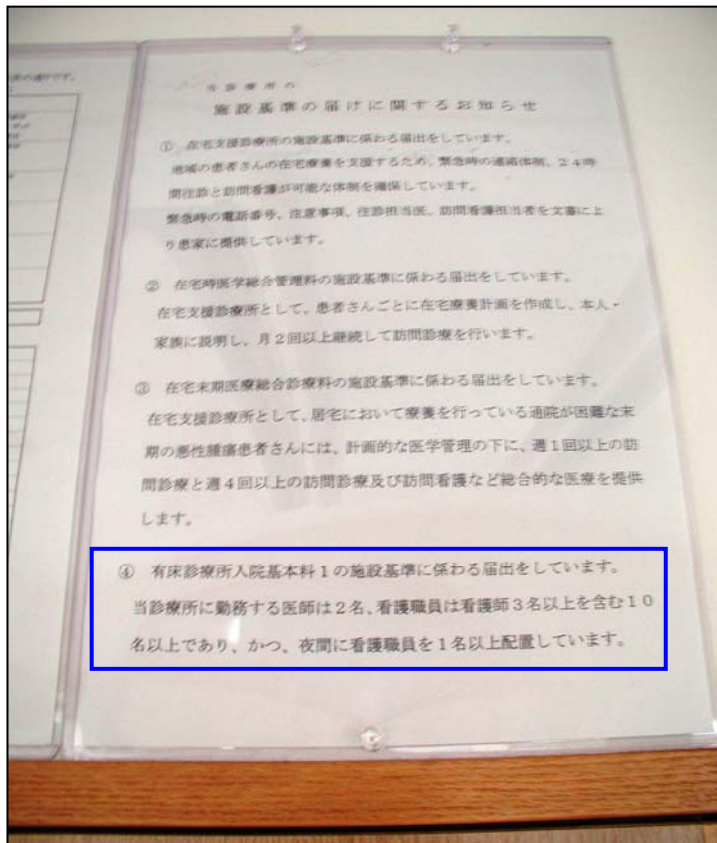 当診療所の
施設基準の届けに関するお知らせ
① 在宅支援診療所の施設基準に係わる届出をしています。
地域の患者さんの在宅療養を支援するため、緊急時の連絡体制、24時
間往診と訪問看護が可能な体制を確保しています。
緊急時の電話番号、注意事項、往診担当医、訪問看護担当者を文書によ
り患家に提供しています。
② 在宅時医学総合管理料の施設基準に係わる届出をしています。
在宅支援診療所として、患者さんごとに在宅療養計画を作成し、本人・
家族に説明し、月2回以上継続して訪問診療を行います。
③ 在宅末期医療総合診療料の施設基準に係わる届出をしています。
在宅支援診療所として、居宅において療養を行っている通院が困難な末
期の悪性腫瘍患者さんには、計画的な医学管理の下に、週1回以上の訪
問診療と週4回以上の訪問診療及び訪問看護など総合的な医療を提供
します。
④ 有床診療所入院基本科1の施設基準に係わる届出をしています。
当診療所に勤務する医師は2名、看護職員は看護師3名以上を含む10
名以上であり、かつ、夜間に看護職員を1名以上配置しています。